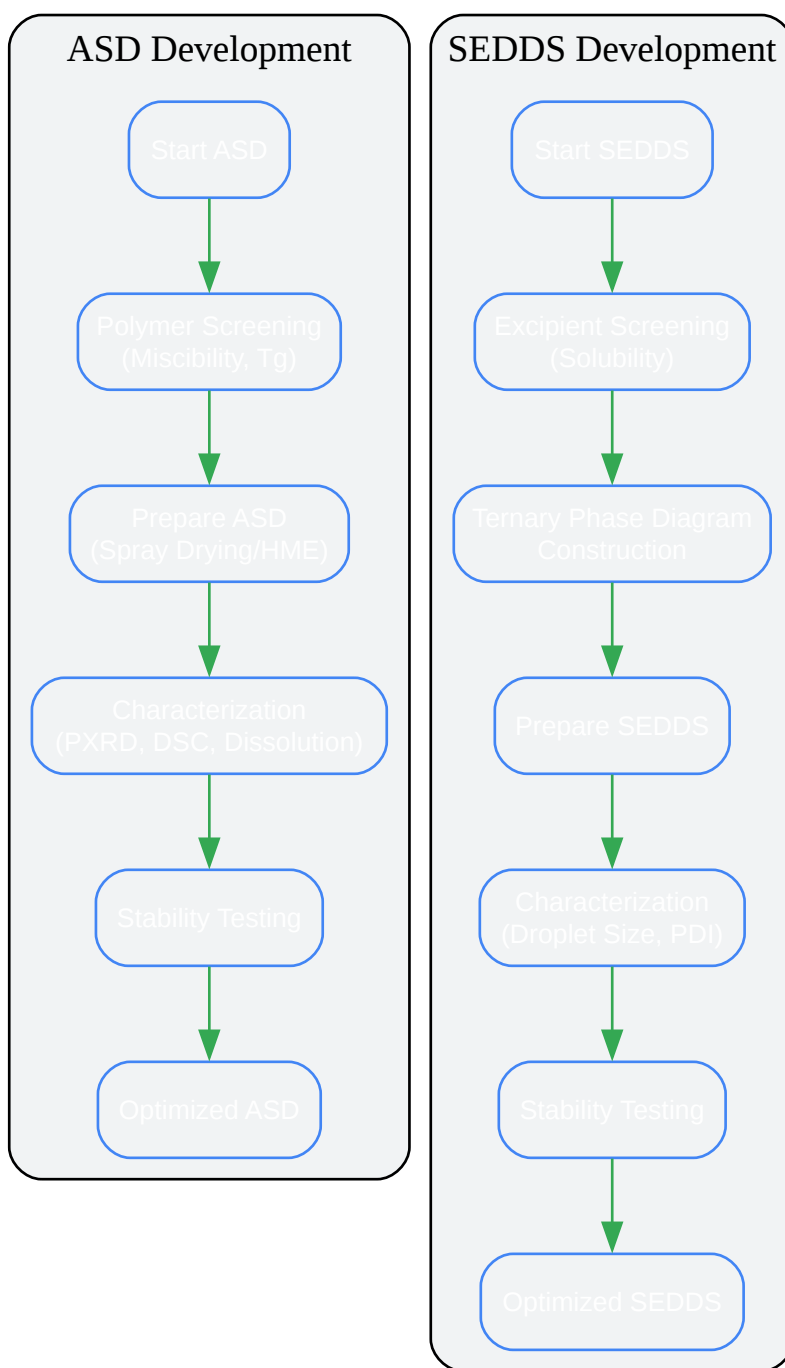 ASD Development
Start ASD
Polymer Screening
(Miscibility, Tg)
Prepare ASD
(Spray Drying/HME)
Characterization
(PXRD, DSC, Dissolution)
Stability Testing
Optimized ASD
SEDDS Development
Start SEDDS
Excipient Screening
(Solubility)
Ternary Phase Diagram
Construction
Prepare SEDDS
Characterization
(Droplet Size, PDI)
Stability Testing
Optimized SEDDS